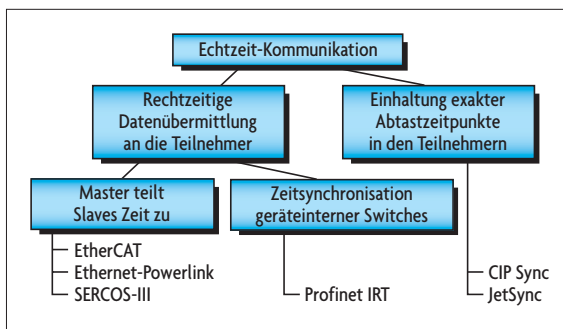 Echtzeit-Kommunikation
Rechtzeitige
Datenübermittlung
an die Teilnehmer
Einhaltung exakter
Abtastzeitpunkte
in den Teilnehmern
Master teilt
Slaves Zeit zu
Zeitsynchronisation
geräteinterner Switches
EtherCAT
Ethernet-Powerlink
SERCOS-III
Profinet IRT
CIP Sync
JetSync